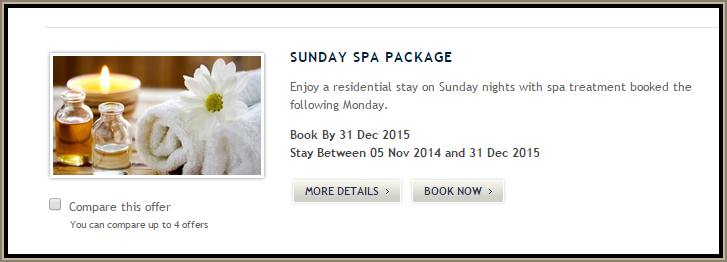 SUNDAY SPA PACKAGE
Enjoy a residential stay on Sunday nights with spa treatment booked the
following Monday.
Book By 31 Dec 2015
Stay Between 05 Nov 2014 and 31 Dec 2015
MORE DETAILS ›
BOOK NOW ›
Compare this offer
You can compare up to 4 offers